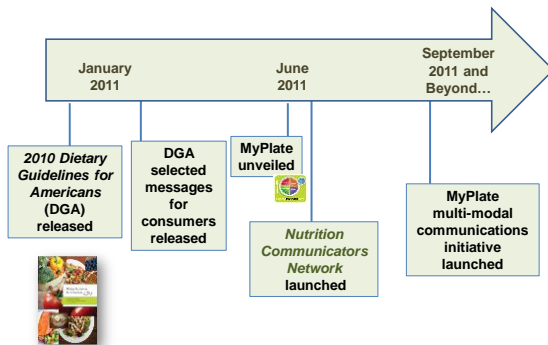 January
2011
June
2011
September
2011 and
Beyond…
2010 Dietary
Guidelines for
Americans
(DGA)
released
DGA
selected
messages
for
consumers
released
MyPlate
unveiled
Nutrition
Communicators
Network
launched
MyPlate
multi-modal
communications
initiative
launched